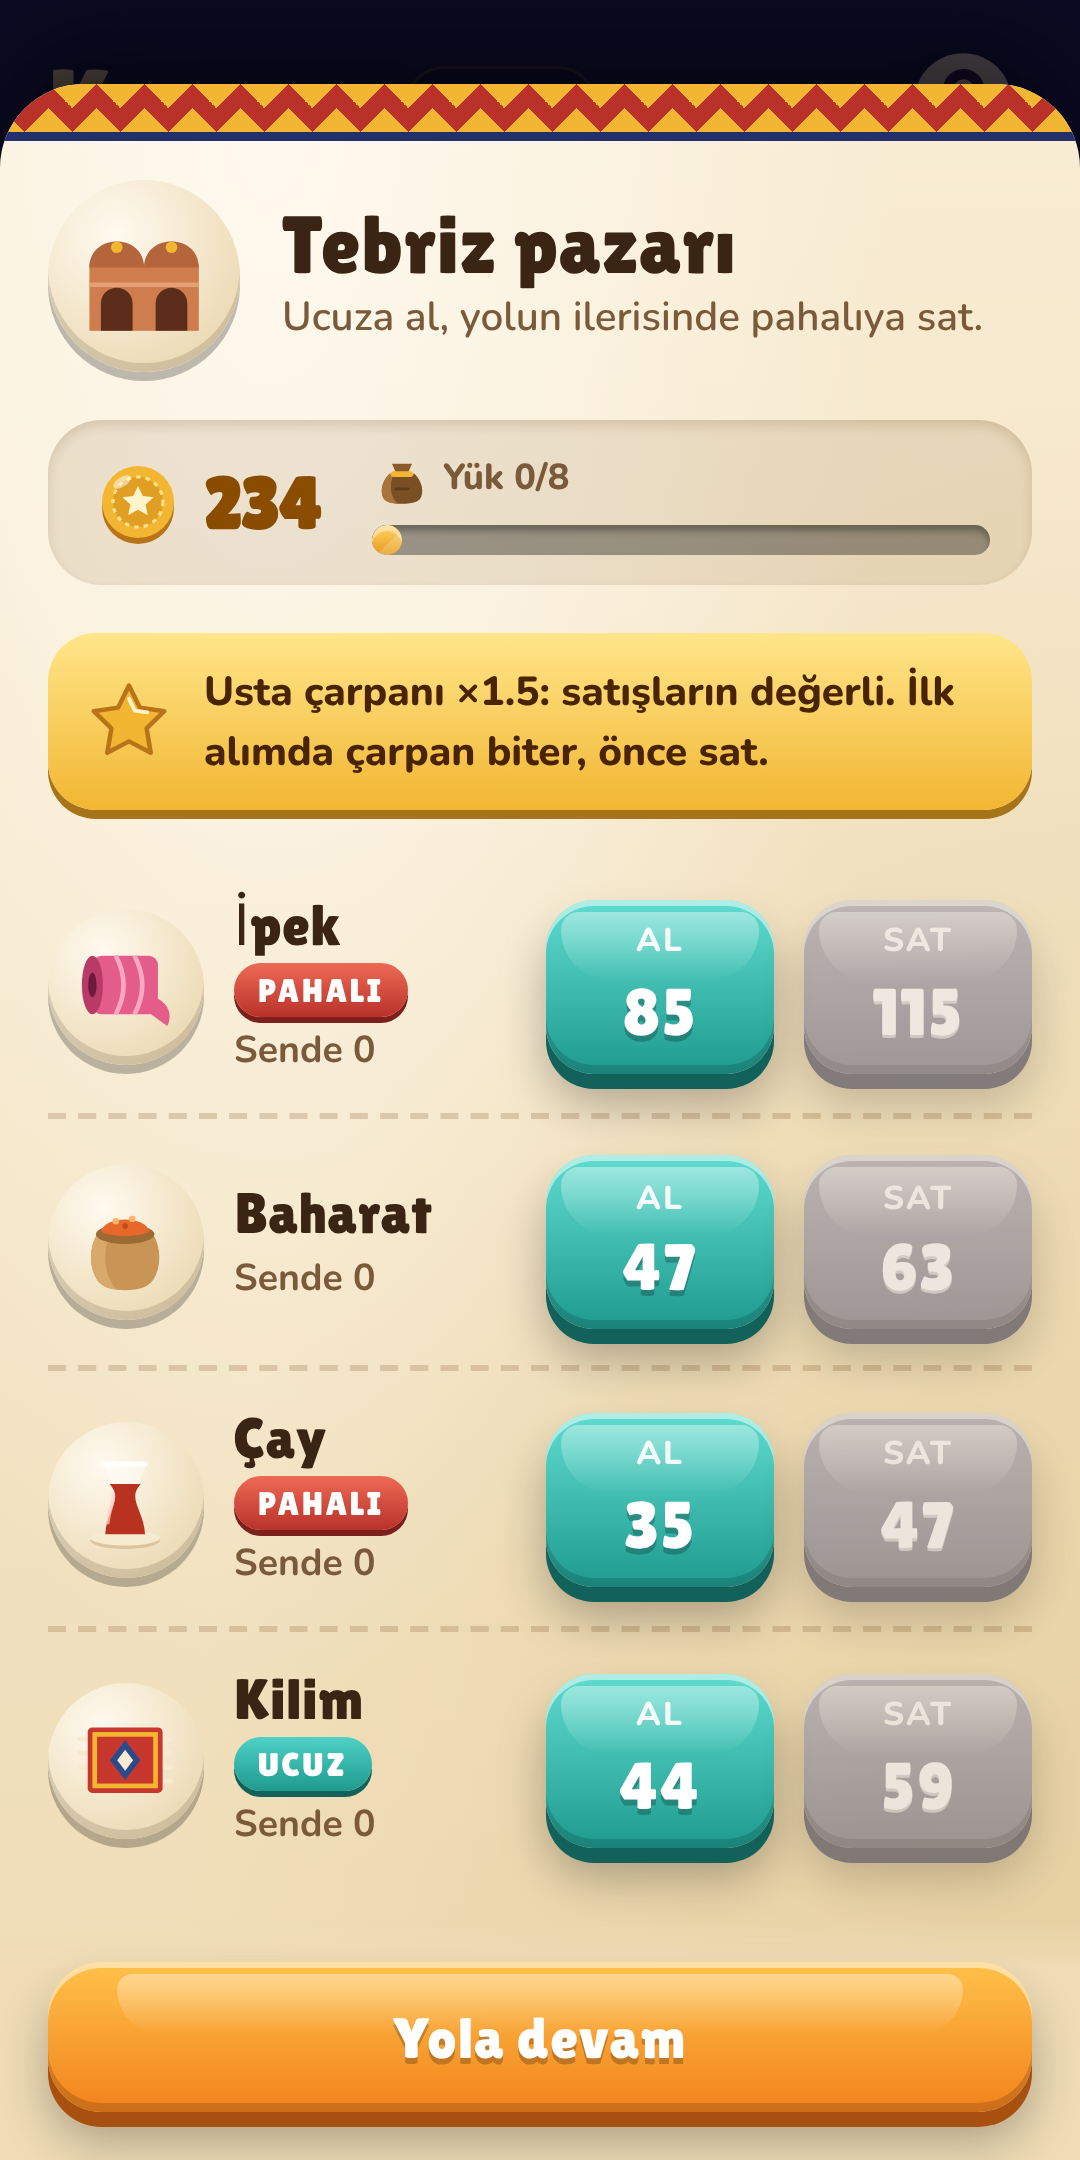 Tebriz pazarı
Ucuza al, yolun ilerisinde pahalıya sat.
234
Yük 0/8
Usta çarpanı ×1.5: satışların değerli. İlk
alımda çarpan biter, önce sat.
İpek
PAHALI
Sende 0
AL
85
SAT
115
Baharat
Sende 0
AL
47
SAT
63
Çay
PAHALI
Sende 0
AL
35
SAT
47
Kilim
UCUZ
Sende 0
AL
44
SAT
59
Yola devam